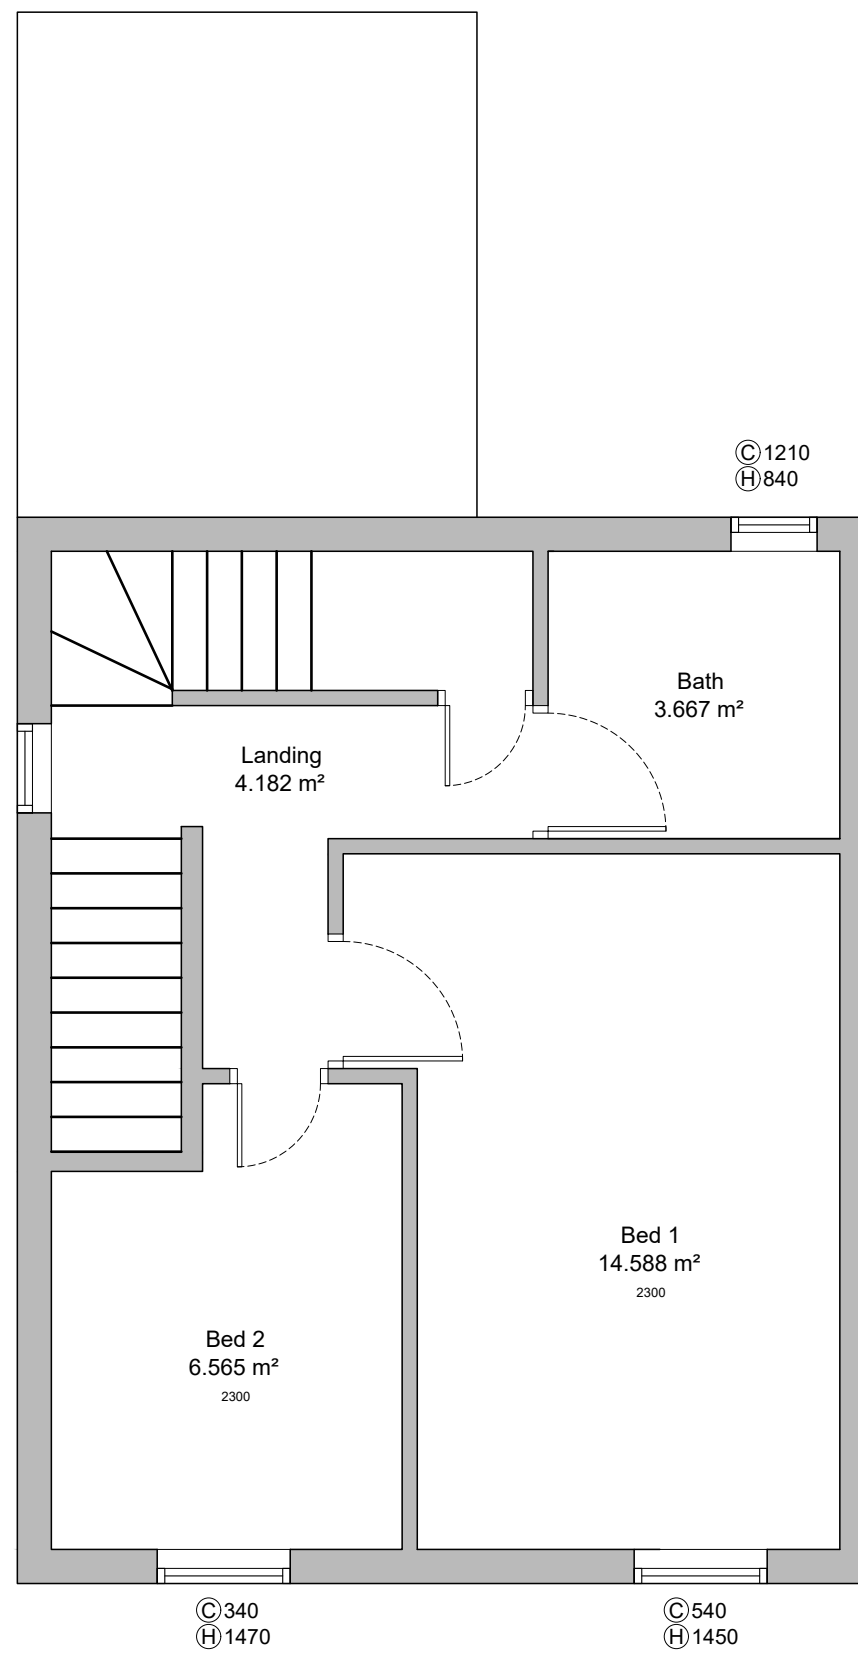 Ⓒ1210
Ⓗ840
Bath
3.667 m²
Landing
4.182 m²
Bed 1
14.588 m²
2300
Bed 2
6.565 m²
2300
Ⓒ340
Ⓗ1470
Ⓒ540
Ⓗ1450